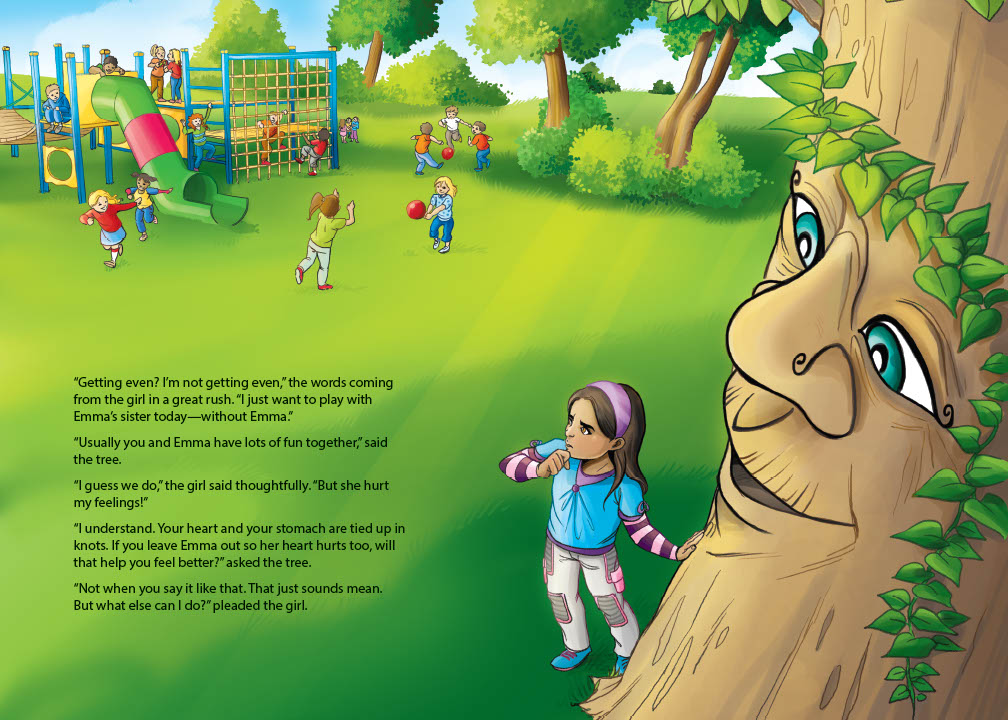 “Getting even? I’m not getting even,” the words coming
from the girl in a great rush. “I just want to play with
Emma’s sister today—without Emma.”
“Usually you and Emma have lots of fun together,” said
the tree.
“I guess we do,” the girl said thoughtfully. “But she hurt
my feelings!”
“I understand. Your heart and your stomach are tied up in
knots. If you leave Emma out so her heart hurts too, will
that help you feel better?” asked the tree.
“Not when you say it like that. That just sounds mean.
But what else can I do?” pleaded the girl.